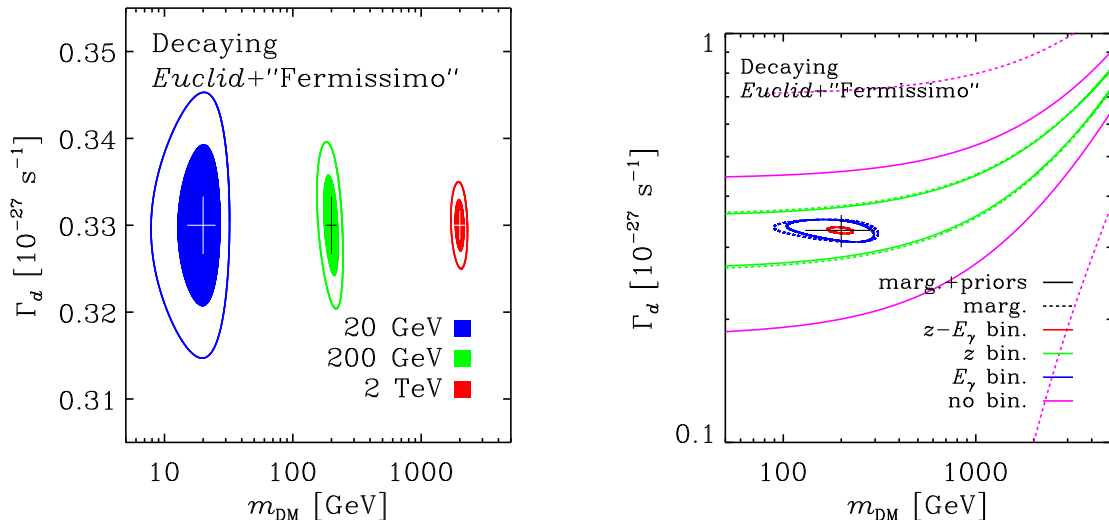 Decaying
Euclid+"Fermissimo"
0.35
0.34
0.33
0.32
0.31
Γd [10⁻²⁷ s⁻¹]
20 GeV
200 GeV
2 TeV
10 100 1000
mDM [GeV]
1
Decaying
Euclid+"Fermissimo"
Γd [10⁻²⁷ s⁻¹]
marg.+priors
marg.
z−Eγ bin.
z bin.
Eγ bin.
no bin.
0.1
100 1000
mDM [GeV]